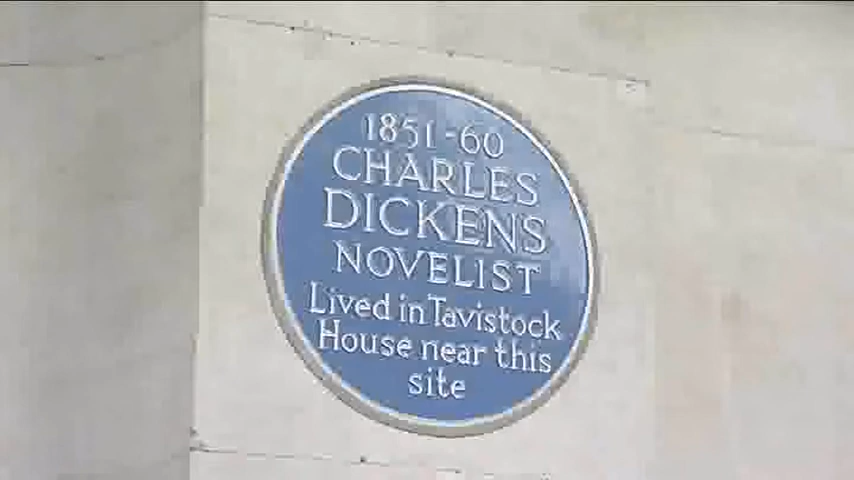 1851-60
CHARLES
DICKENS
NOVELIST
Lived in Tavistock
House near this
site